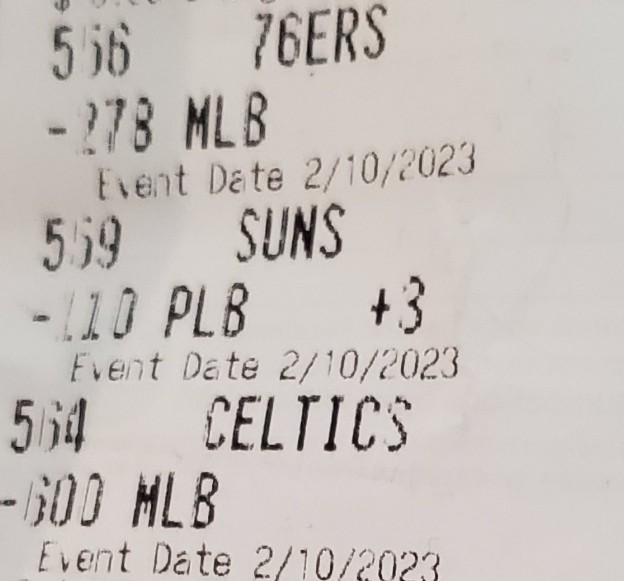 556 76ERS
-278 MLB
Event Date 2/10/2023
559 SUNS
-110 PLB +3
Event Date 2/10/2023
564 CELTICS
-600 MLB
Event Date 2/10/2023